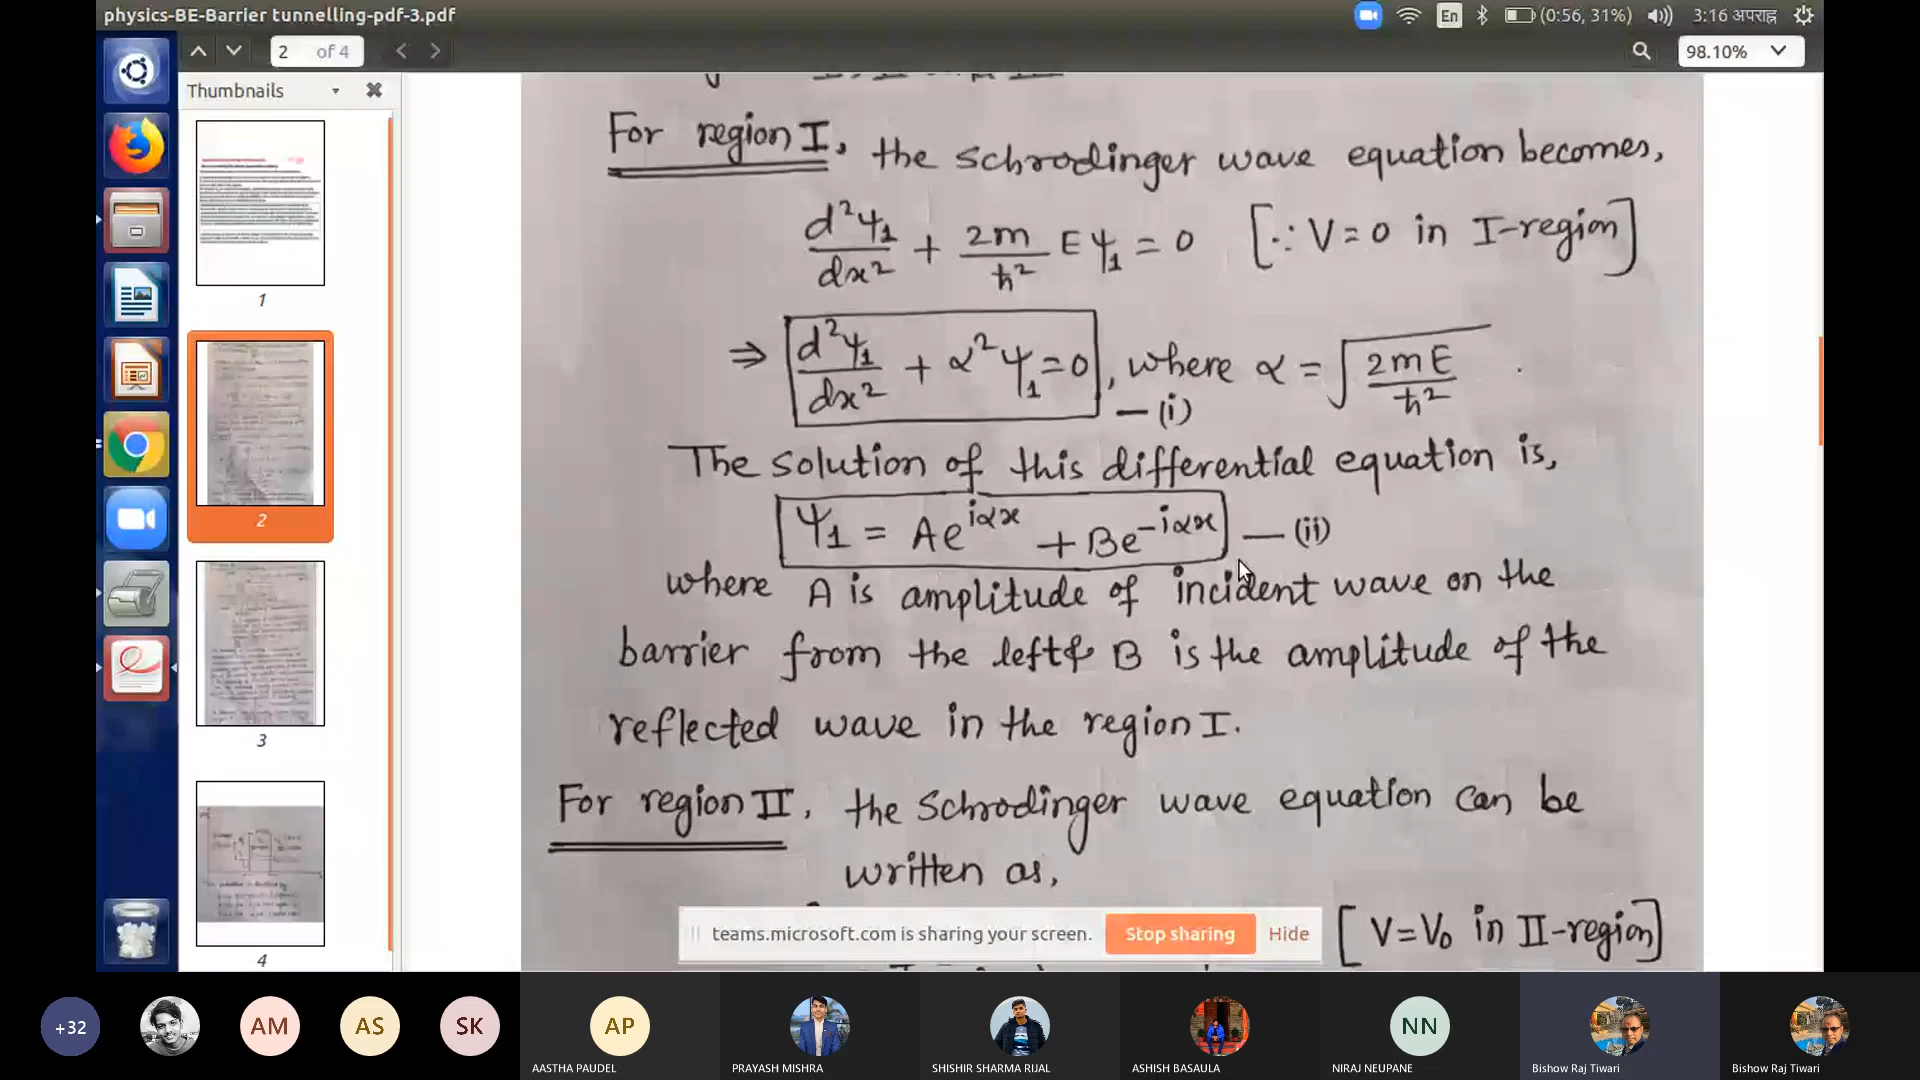 physics-BE-Barrier tunnelling-pdf-3.pdf
En
(0:56, 31%)
3:16 अपराह्न
2 of 4
98.10%
Thumbnails
1
2
3
4
For region I, the schrodinger wave equation becomes,
d²ψ₁/dx² + 2m/ħ² Eψ₁ = 0 [∵ V = 0 in I-region]
⇒ d²ψ₁/dx² + α²ψ₁ = 0, where α = √(2mE/ħ²)
— (i)
The solution of this differential equation is,
ψ₁ = Ae^{iαx} + Be^{-iαx} — (ii)
where A is amplitude of incident wave on the
barrier from the left & B is the amplitude of the
reflected wave in the region I.
For region II, the Schrodinger wave equation can be
written as,
[V=V₀ in II-region]
teams.microsoft.com is sharing your screen.
Stop sharing
Hide
+32
AM
AS
SK
AP
NN
AASTHA PAUDEL
PRAYASH MISHRA
SHISHIR SHARMA RIJAL
ASHISH BASAULA
NIRAJ NEUPANE
Bishow Raj Tiwari
Bishow Raj Tiwari